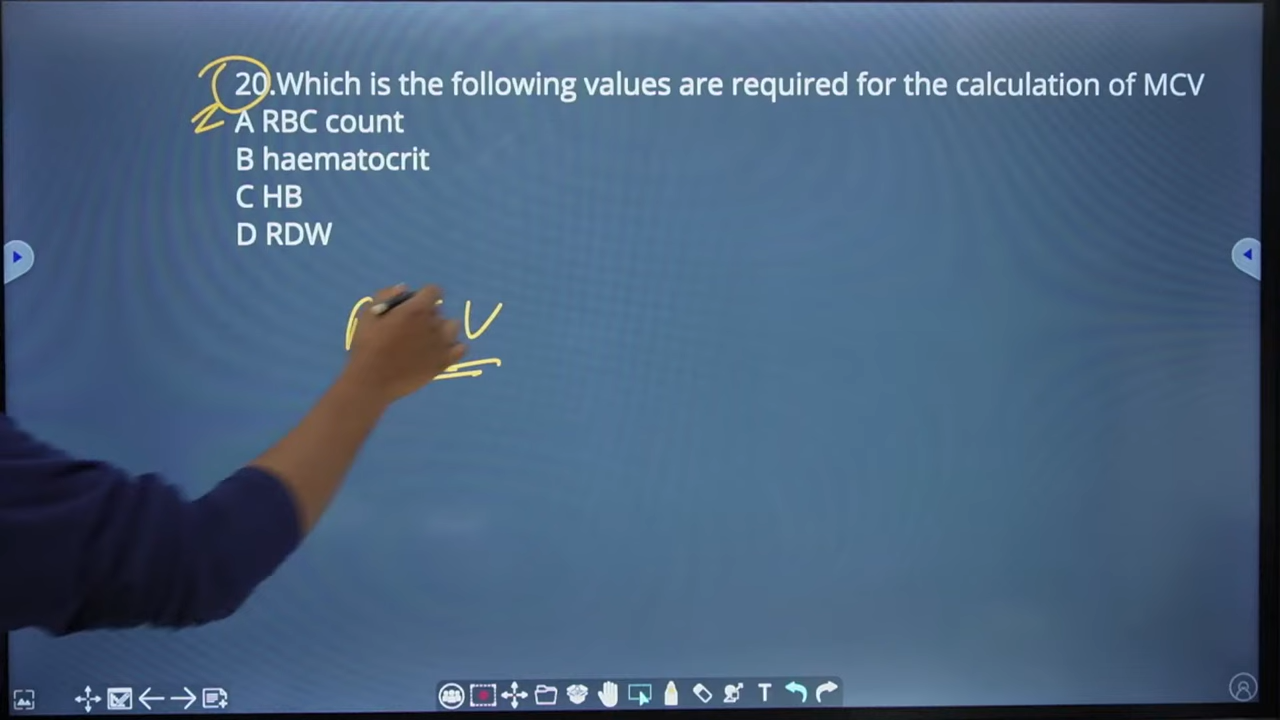 20.Which is the following values are required for the calculation of MCV
A RBC count
B haematocrit
C HB
D RDW
V
T